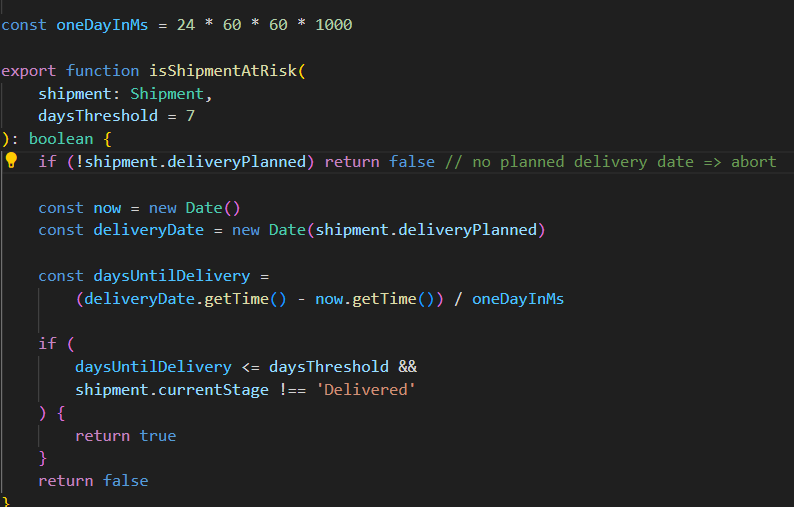 const oneDayInMs = 24 * 60 * 60 * 1000
export function isShipmentAtRisk(
shipment: Shipment,
daysThreshold = 7
): boolean {
if (!shipment.deliveryPlanned) return false // no planned delivery date => abort
const now = new Date()
const deliveryDate = new Date(shipment.deliveryPlanned)
const daysUntilDelivery =
(deliveryDate.getTime() - now.getTime()) / oneDayInMs
if (
daysUntilDelivery <= daysThreshold &&
shipment.currentStage !== 'Delivered'
) {
return true
}
return false
}